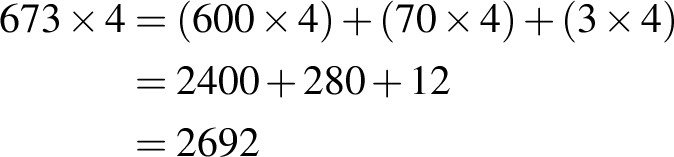 673 × 4 = (600 × 4) + (70 × 4) + (3 × 4)
= 2400 + 280 + 12
= 2692